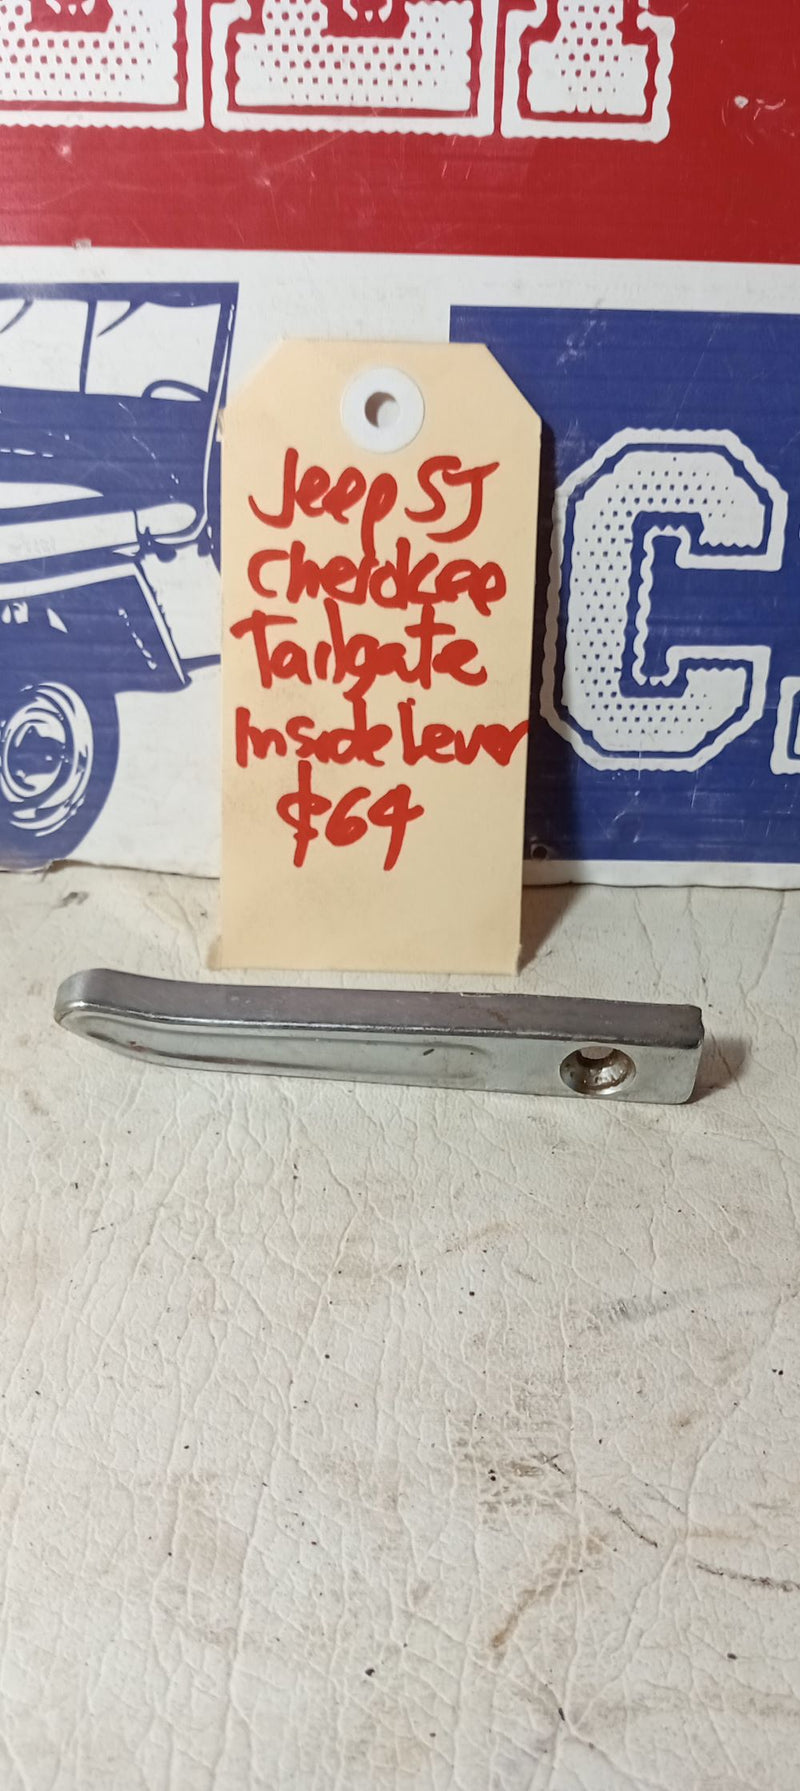 Jeep SJ
Cherokee
Tailgate
Inside Lever
$64
C.